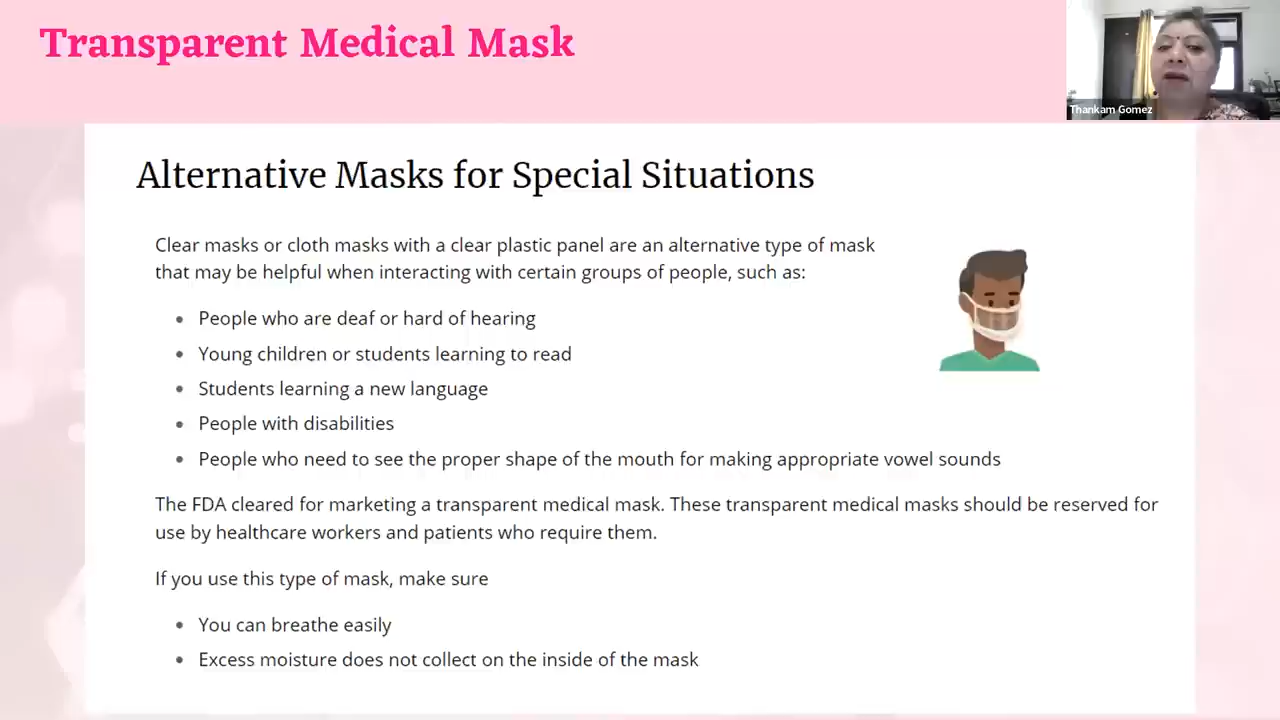 Transparent Medical Mask
Thankam Gomez
Alternative Masks for Special Situations
Clear masks or cloth masks with a clear plastic panel are an alternative type of mask
that may be helpful when interacting with certain groups of people, such as:
• People who are deaf or hard of hearing
• Young children or students learning to read
• Students learning a new language
• People with disabilities
• People who need to see the proper shape of the mouth for making appropriate vowel sounds
The FDA cleared for marketing a transparent medical mask. These transparent medical masks should be reserved for
use by healthcare workers and patients who require them.
If you use this type of mask, make sure
• You can breathe easily
• Excess moisture does not collect on the inside of the mask